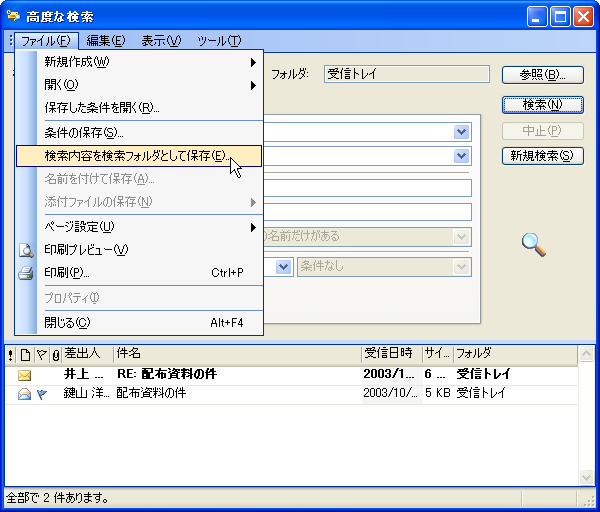 高度な検索
ファイル(F) 編集(E) 表示(V) ツール(T)
新規作成(W)
開く(O)
保存した条件を開く(R)...
条件の保存(S)...
検索内容を検索フォルダとして保存(E)...
名前を付けて保存(A)...
添付ファイルの保存(N)
ページ設定(U)
印刷プレビュー(V)
印刷(P)... Ctrl+P
プロパティ(I)
閉じる(C) Alt+F4
フォルダ: 受信トレイ
参照(B)...
検索(N)
中止(P)
新規検索(S)
の名前だけがある
条件なし
差出人 件名 受信日時 サイ... フォルダ
井上 ... RE: 配布資料の件 2003/1... 6 ... 受信トレイ
鍵山 洋... 配布資料の件 2003/10/... 5 KB 受信トレイ
全部で 2 件あります。